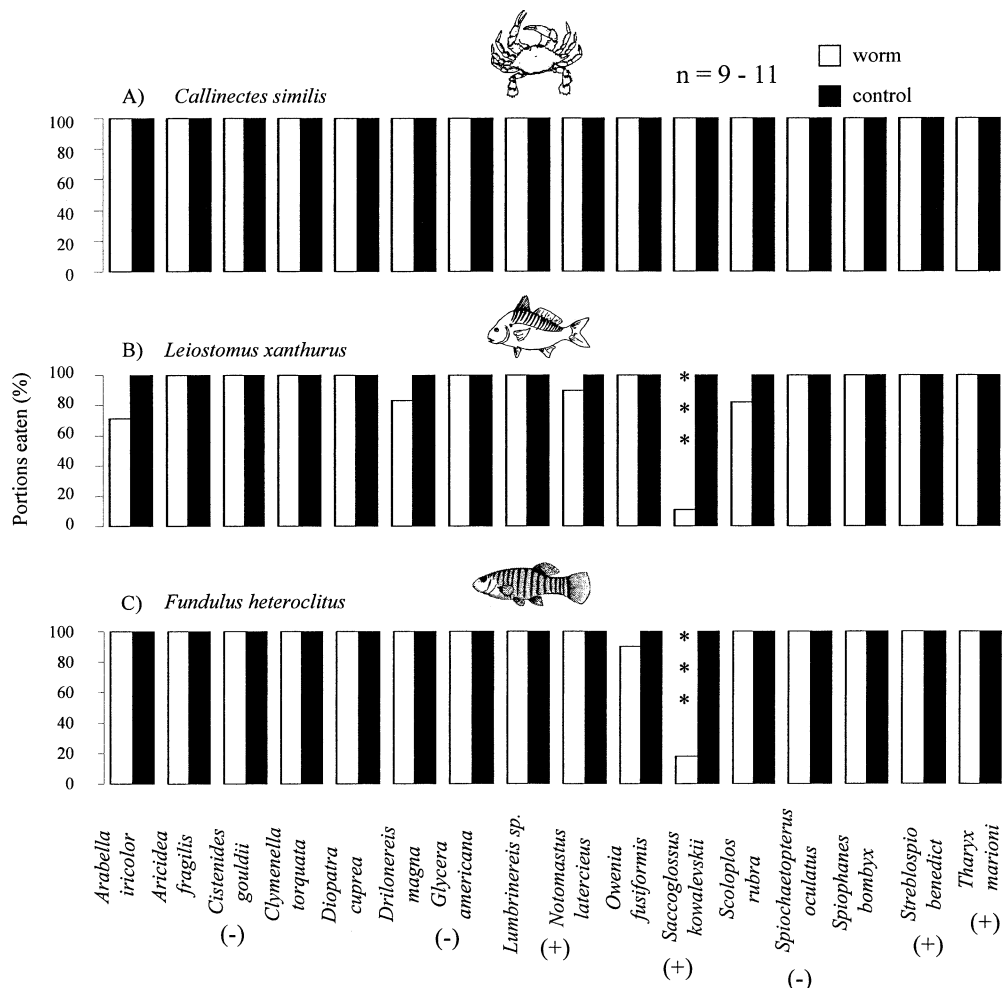 worm
n = 9 - 11
control
A) Callinectes similis
100
80
60
40
20
0
B) Leiostomus xanthurus
100
80
60
40
20
0
* * *
Portions eaten (%)
C) Fundulus heteroclitus
100
80
60
40
20
0
* * *
Arabella
iricolor
Aricidea
fragilis
Cistenides
gouldii
(-)
Clymenella
torquata
Diopatra
cuprea
Drilonereis
magna
Glycera
americana
(-)
Lumbrinereis sp.
Notomastus
latercieus
(+)
Owenia
fusiformis
Saccoglossus
kowalevskii
(+)
Scoloplos
rubra
Spiochaetopterus
oculatus
(-)
Spiophanes
bombyx
Streblospio
benedict
(+)
Tharyx
marioni
(+)